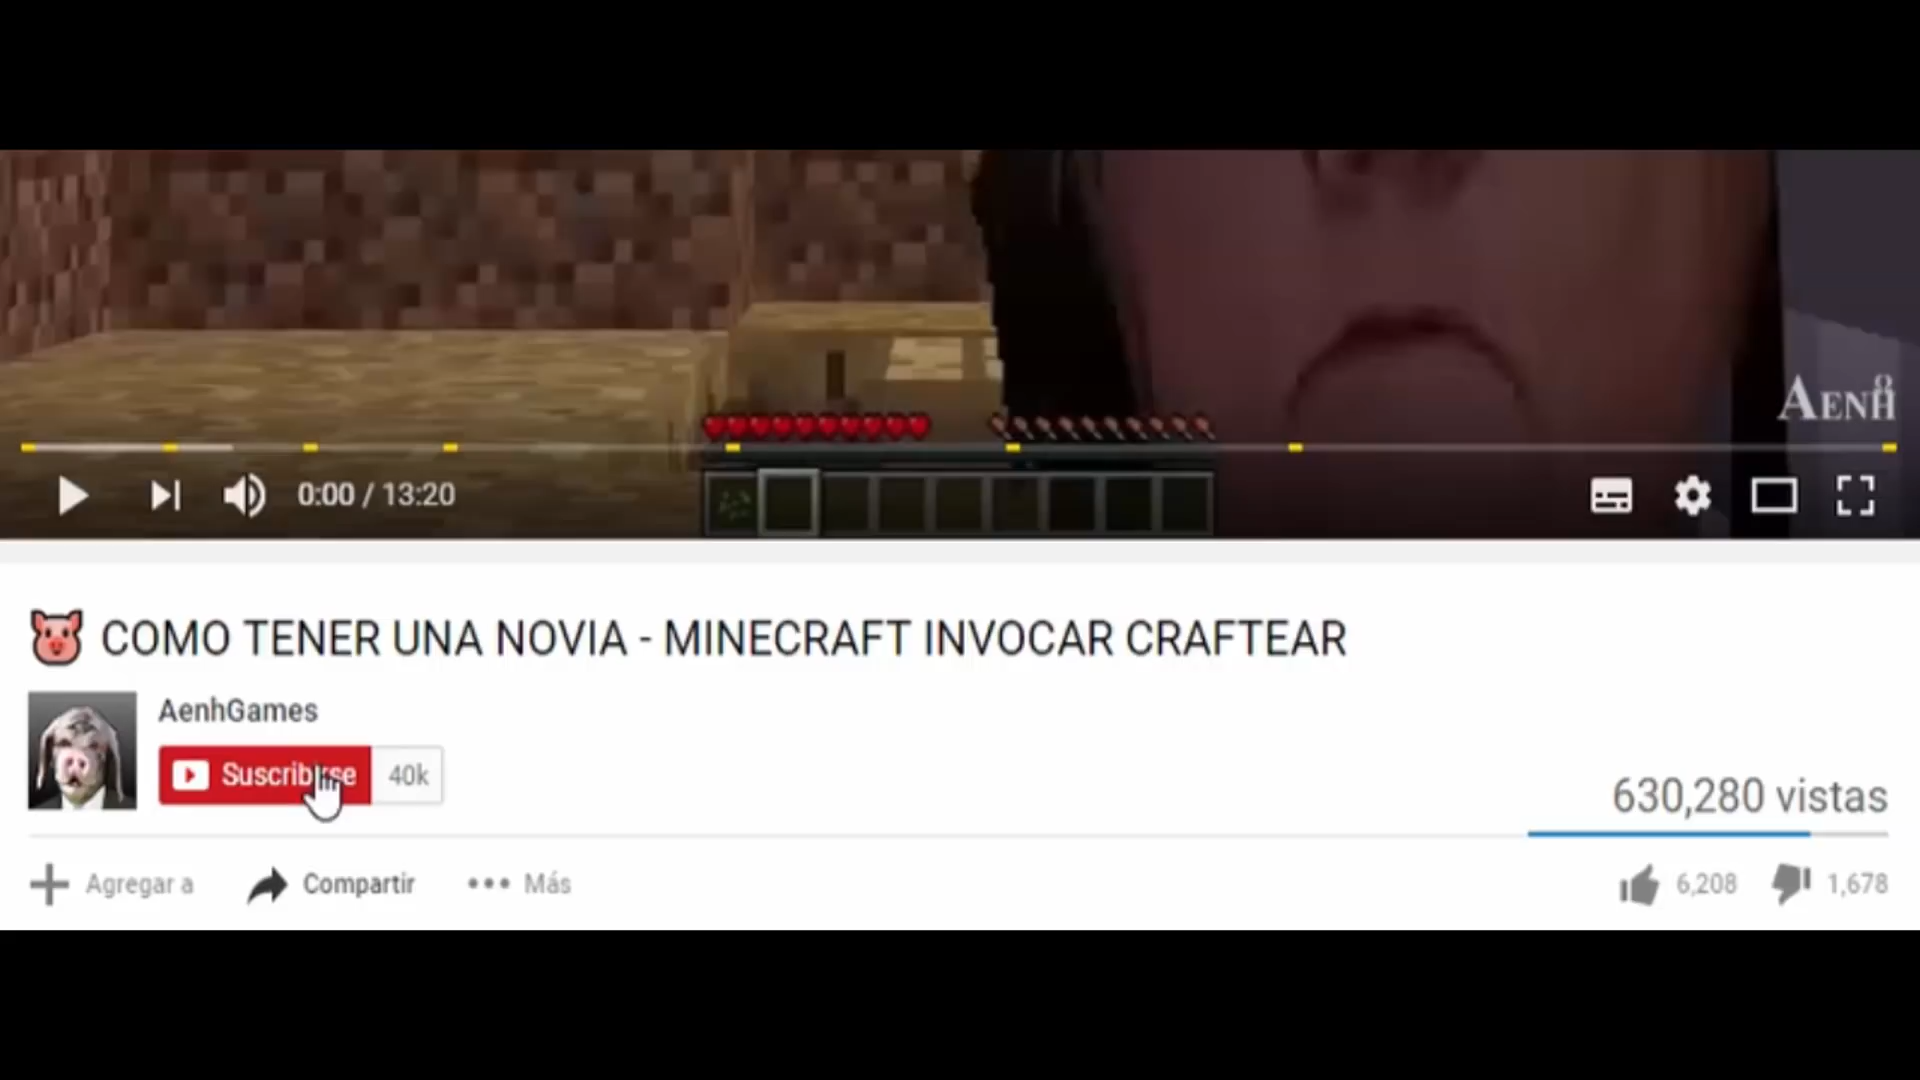 AENH
0:00 / 13:20
🐷 COMO TENER UNA NOVIA - MINECRAFT INVOCAR CRAFTEAR
AenhGames
Suscribirse 40k
630,280 vistas
Agregar a Compartir ••• Más 6,208 1,678